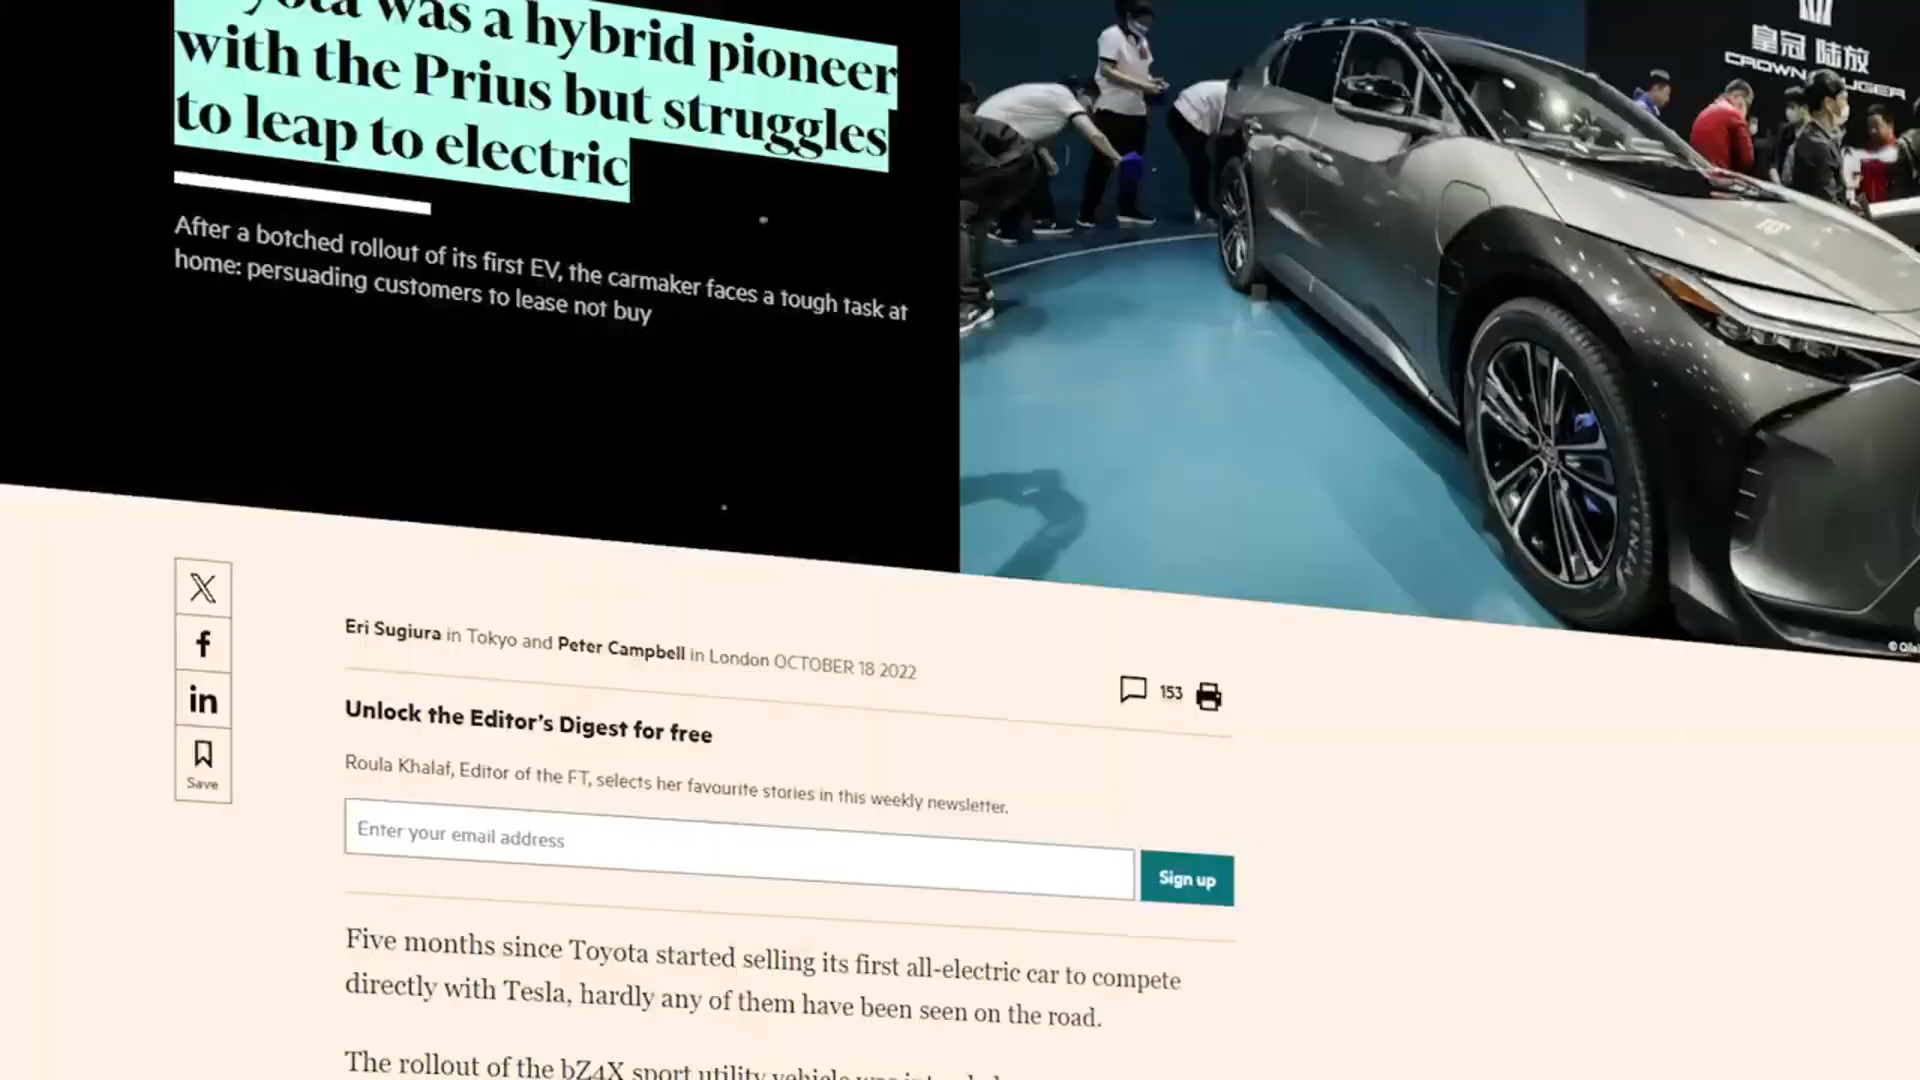 was a hybrid pioneer
with the Prius but struggles
to leap to electric
After a botched rollout of its first EV, the carmaker faces a tough task at
home: persuading customers to lease not buy
皇冠 陆放
CROWN
Eri Sugiura in Tokyo and Peter Campbell in London OCTOBER 18 2022
153
Unlock the Editor's Digest for free
Roula Khalaf, Editor of the FT, selects her favourite stories in this weekly newsletter.
Save
Enter your email address
Sign up
Five months since Toyota started selling its first all-electric car to compete
directly with Tesla, hardly any of them have been seen on the road.
The rollout of the bZ4X sport utility vehicle